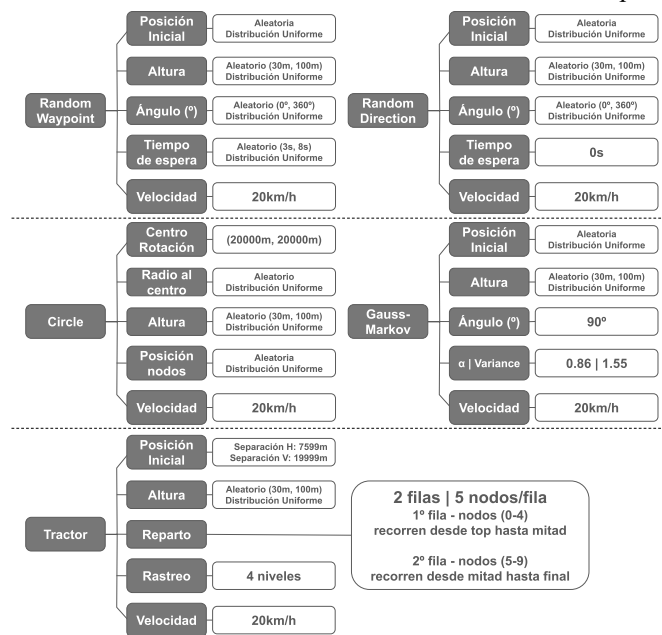 Random
Waypoint
Posición
Inicial
Aleatoria
Distribución Uniforme
Altura
Aleatorio (30m, 100m)
Distribución Uniforme
Ángulo (º)
Aleatorio (0º, 360º)
Distribución Uniforme
Tiempo
de espera
Aleatorio (3s, 8s)
Distribución Uniforme
Velocidad
20km/h
Random
Direction
Posición
Inicial
Aleatoria
Distribución Uniforme
Altura
Aleatorio (30m, 100m)
Distribución Uniforme
Ángulo (º)
Aleatorio (0º, 360º)
Distribución Uniforme
Tiempo
de espera
0s
Velocidad
20km/h
Circle
Centro
Rotación
(20000m, 20000m)
Radio al
centro
Aleatorio
Distribución Uniforme
Altura
Aleatorio (30m, 100m)
Distribución Uniforme
Posición
nodos
Aleatoria
Distribución Uniforme
Velocidad
20km/h
Gauss-
Markov
Posición
Inicial
Aleatoria
Distribución Uniforme
Altura
Aleatorio (30m, 100m)
Distribución Uniforme
Ángulo (º)
90º
α | Variance
0.86 | 1.55
Velocidad
20km/h
Tractor
Posición
Inicial
Separación H: 7599m
Separación V: 19999m
Altura
Aleatorio (30m, 100m)
Distribución Uniforme
Reparto
2 filas | 5 nodos/fila
1º fila - nodos (0-4)
recorren desde top hasta mitad
2º fila - nodos (5-9)
recorren desde mitad hasta final
Rastreo
4 niveles
Velocidad
20km/h